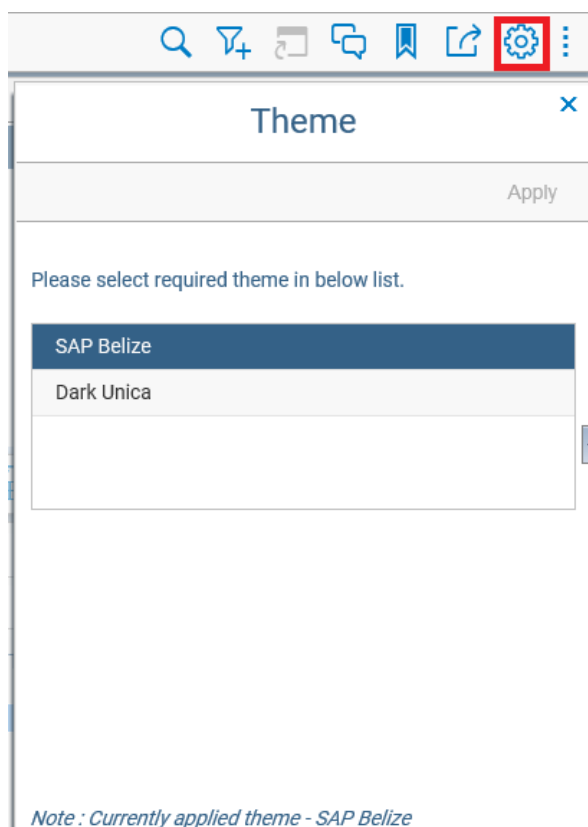 Theme
Apply
Please select required theme in below list.
SAP Belize
Dark Unica
Note : Currently applied theme - SAP Belize